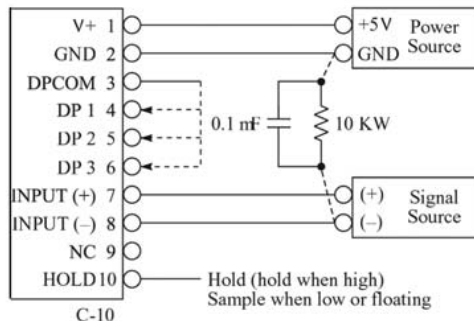 V+ 1
GND 2
DPCOM 3
DP 1 4
DP 2 5
DP 3 6
INPUT (+) 7
INPUT (–) 8
NC 9
HOLD10
C-10
+5V
GND
Power
Source
0.1 mF
10 KW
(+)
(–)
Signal
Source
Hold (hold when high)
Sample when low or floating